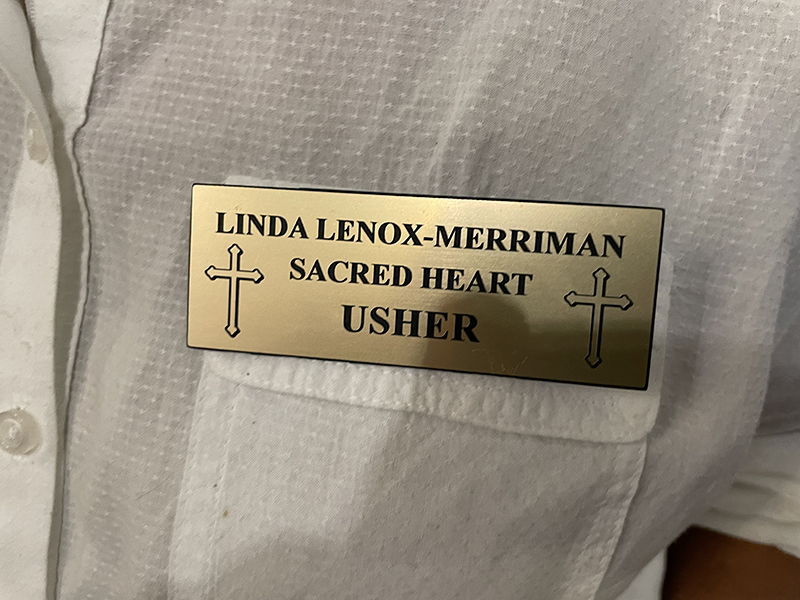 LINDA LENOX-MERRIMAN
SACRED HEART
USHER